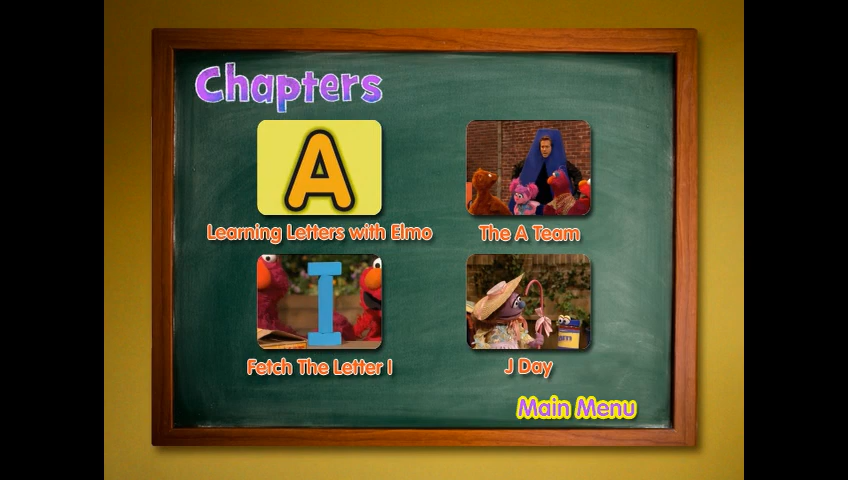 Chapters
A
Learning Letters with Elmo
The A Team
I
Fetch The Letter I
J Day
Main Menu